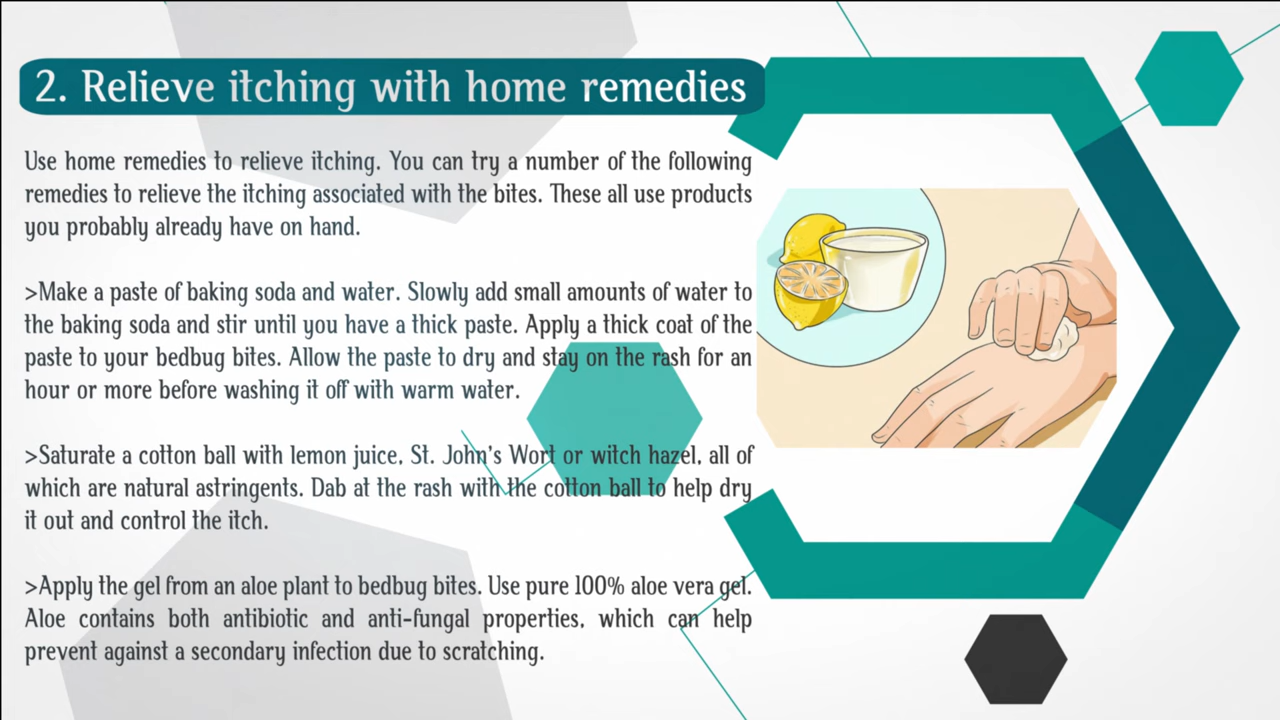 2. Relieve itching with home remedies
Use home remedies to relieve itching. You can try a number of the following
remedies to relieve the itching associated with the bites. These all use products
you probably already have on hand.
>Make a paste of baking soda and water. Slowly add small amounts of water to
the baking soda and stir until you have a thick paste. Apply a thick coat of the
paste to your bedbug bites. Allow the paste to dry and stay on the rash for an
hour or more before washing it off with warm water.
>Saturate a cotton ball with lemon juice, St. John's Wort or witch hazel, all of
which are natural astringents. Dab at the rash with the cotton ball to help dry
it out and control the itch.
>Apply the gel from an aloe plant to bedbug bites. Use pure 100% aloe vera gel.
Aloe contains both antibiotic and anti-fungal properties, which can help
prevent against a secondary infection due to scratching.